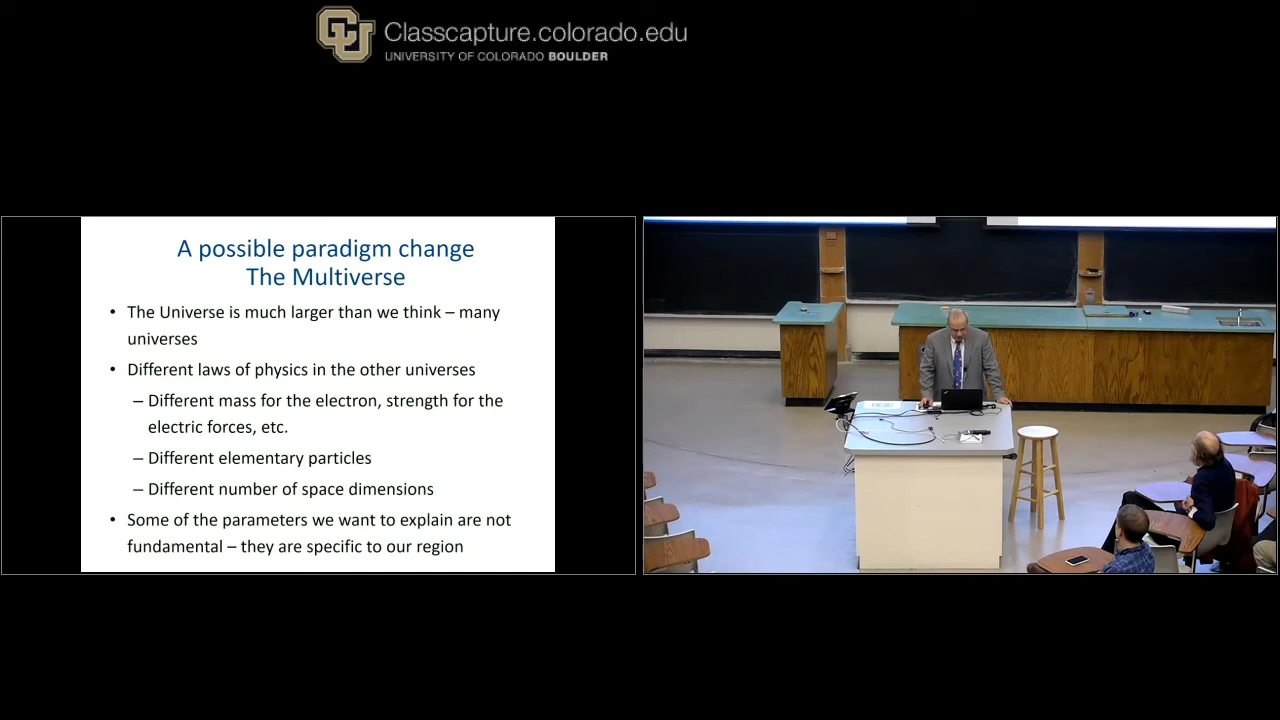 Classcapture.colorado.edu
UNIVERSITY OF COLORADO BOULDER
A possible paradigm change
The Multiverse
• The Universe is much larger than we think – many
universes
• Different laws of physics in the other universes
– Different mass for the electron, strength for the
electric forces, etc.
– Different elementary particles
– Different number of space dimensions
• Some of the parameters we want to explain are not
fundamental – they are specific to our region